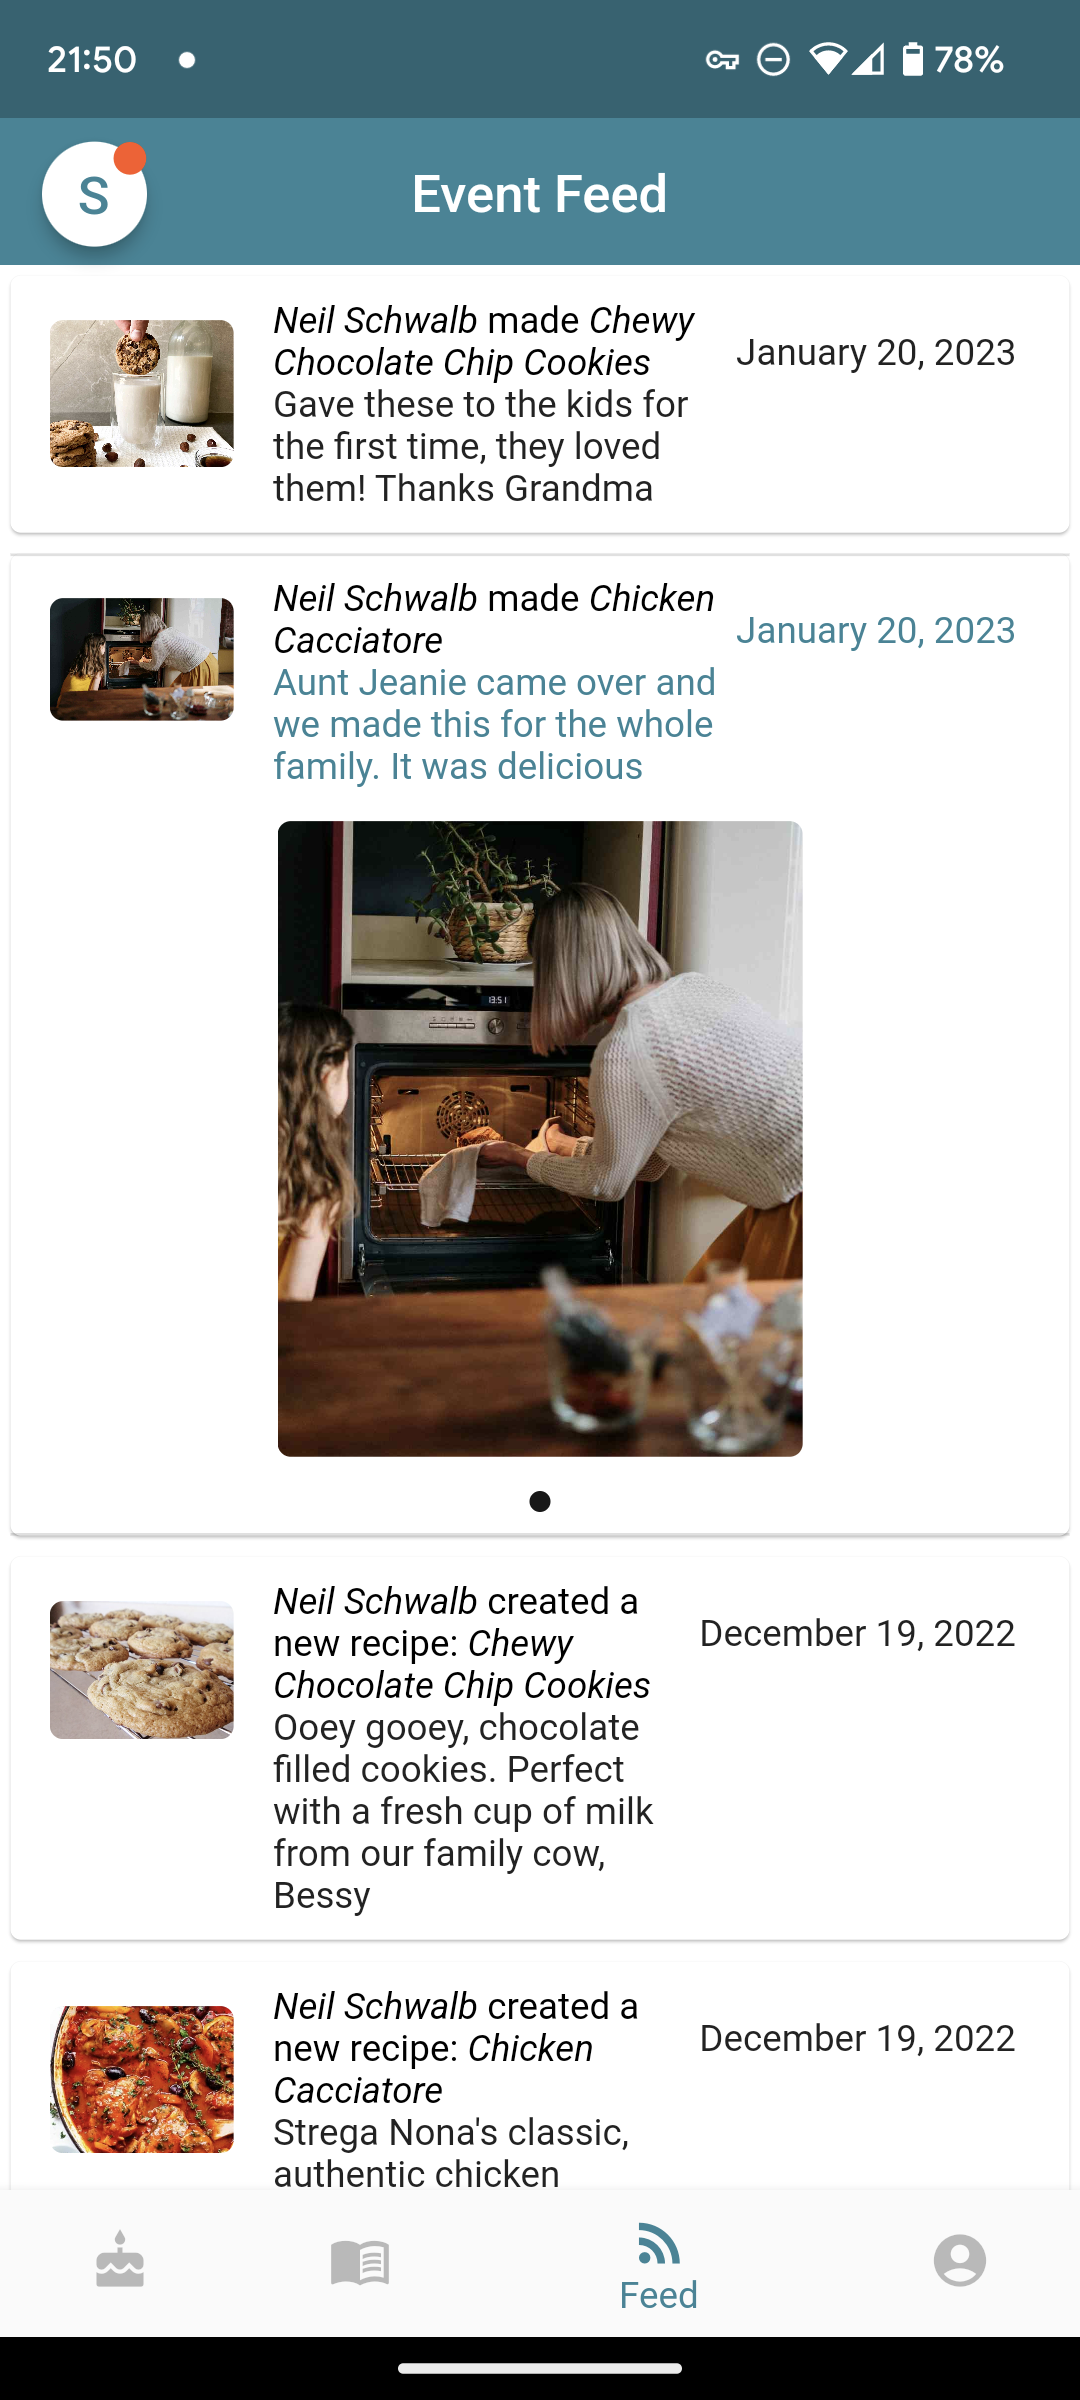 21:50
78%
S
Event Feed
Neil Schwalb made Chewy
Chocolate Chip Cookies
January 20, 2023
Gave these to the kids for
the first time, they loved
them! Thanks Grandma
Neil Schwalb made Chicken
Cacciatore
January 20, 2023
Aunt Jeanie came over and
we made this for the whole
family. It was delicious
13:51
Neil Schwalb created a
new recipe: Chewy
Chocolate Chip Cookies
December 19, 2022
Ooey gooey, chocolate
filled cookies. Perfect
with a fresh cup of milk
from our family cow,
Bessy
Neil Schwalb created a
new recipe: Chicken
Cacciatore
December 19, 2022
Strega Nona's classic,
authentic chicken
Feed